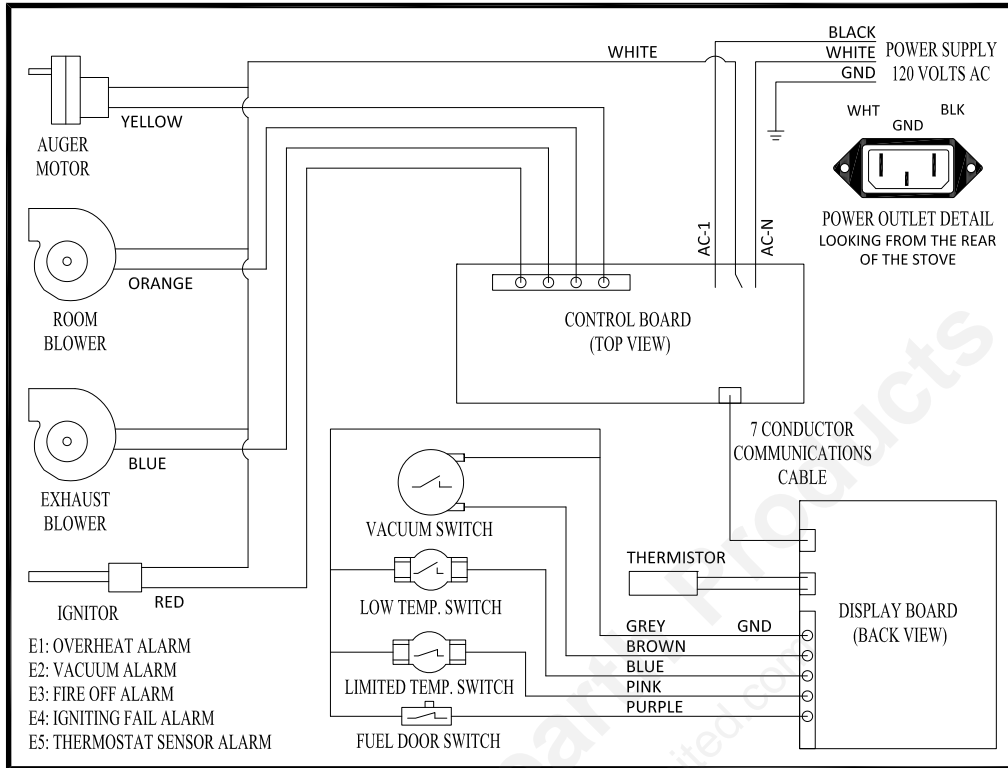 BLACK
WHITE
WHITE
GND
POWER SUPPLY
120 VOLTS AC
YELLOW
AUGER
MOTOR
WHT
GND
BLK
POWER OUTLET DETAIL
LOOKING FROM THE REAR
OF THE STOVE
AC-1
AC-N
ORANGE
ROOM
BLOWER
CONTROL BOARD
(TOP VIEW)
BLUE
EXHAUST
BLOWER
7 CONDUCTOR
COMMUNICATIONS
CABLE
VACUUM SWITCH
THERMISTOR
LOW TEMP. SWITCH
RED
IGNITOR
DISPLAY BOARD
(BACK VIEW)
GREY GND
BROWN
BLUE
PINK
PURPLE
LIMITED TEMP. SWITCH
FUEL DOOR SWITCH
E1: OVERHEAT ALARM
E2: VACUUM ALARM
E3: FIRE OFF ALARM
E4: IGNITING FAIL ALARM
E5: THERMOSTAT SENSOR ALARM
Products